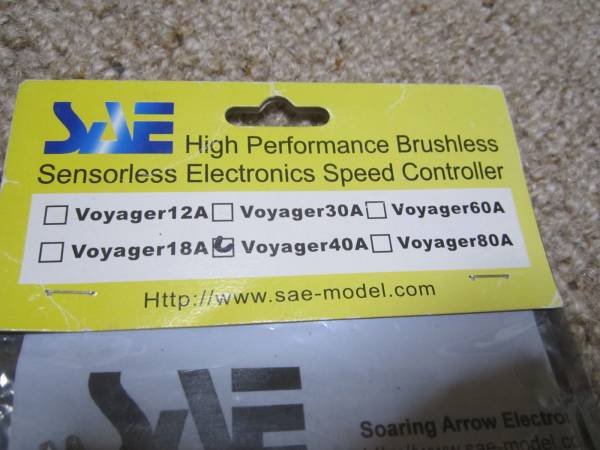 SAE High Performance Brushless
Sensorless Electronics Speed Controller
Voyager12A Voyager30A Voyager60A
Voyager18A Voyager40A Voyager80A
Http://www.sae-model.com
SAE
Soaring Arrow